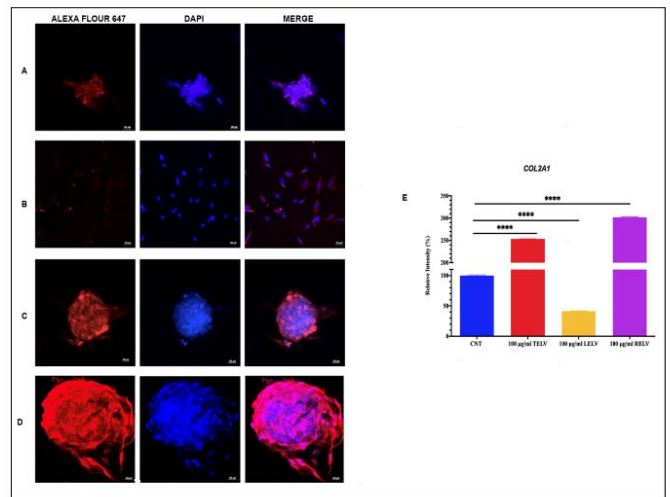 ALEXA FLOUR 647 DAPI MERGE
A
B
C
D
E
COL2A1
****
****
****
Relative Intensity (%)
350
300
250
200
100
50
0
CNT 100 µg/ml TELV 100 µg/ml LELV 100 µg/ml RELV